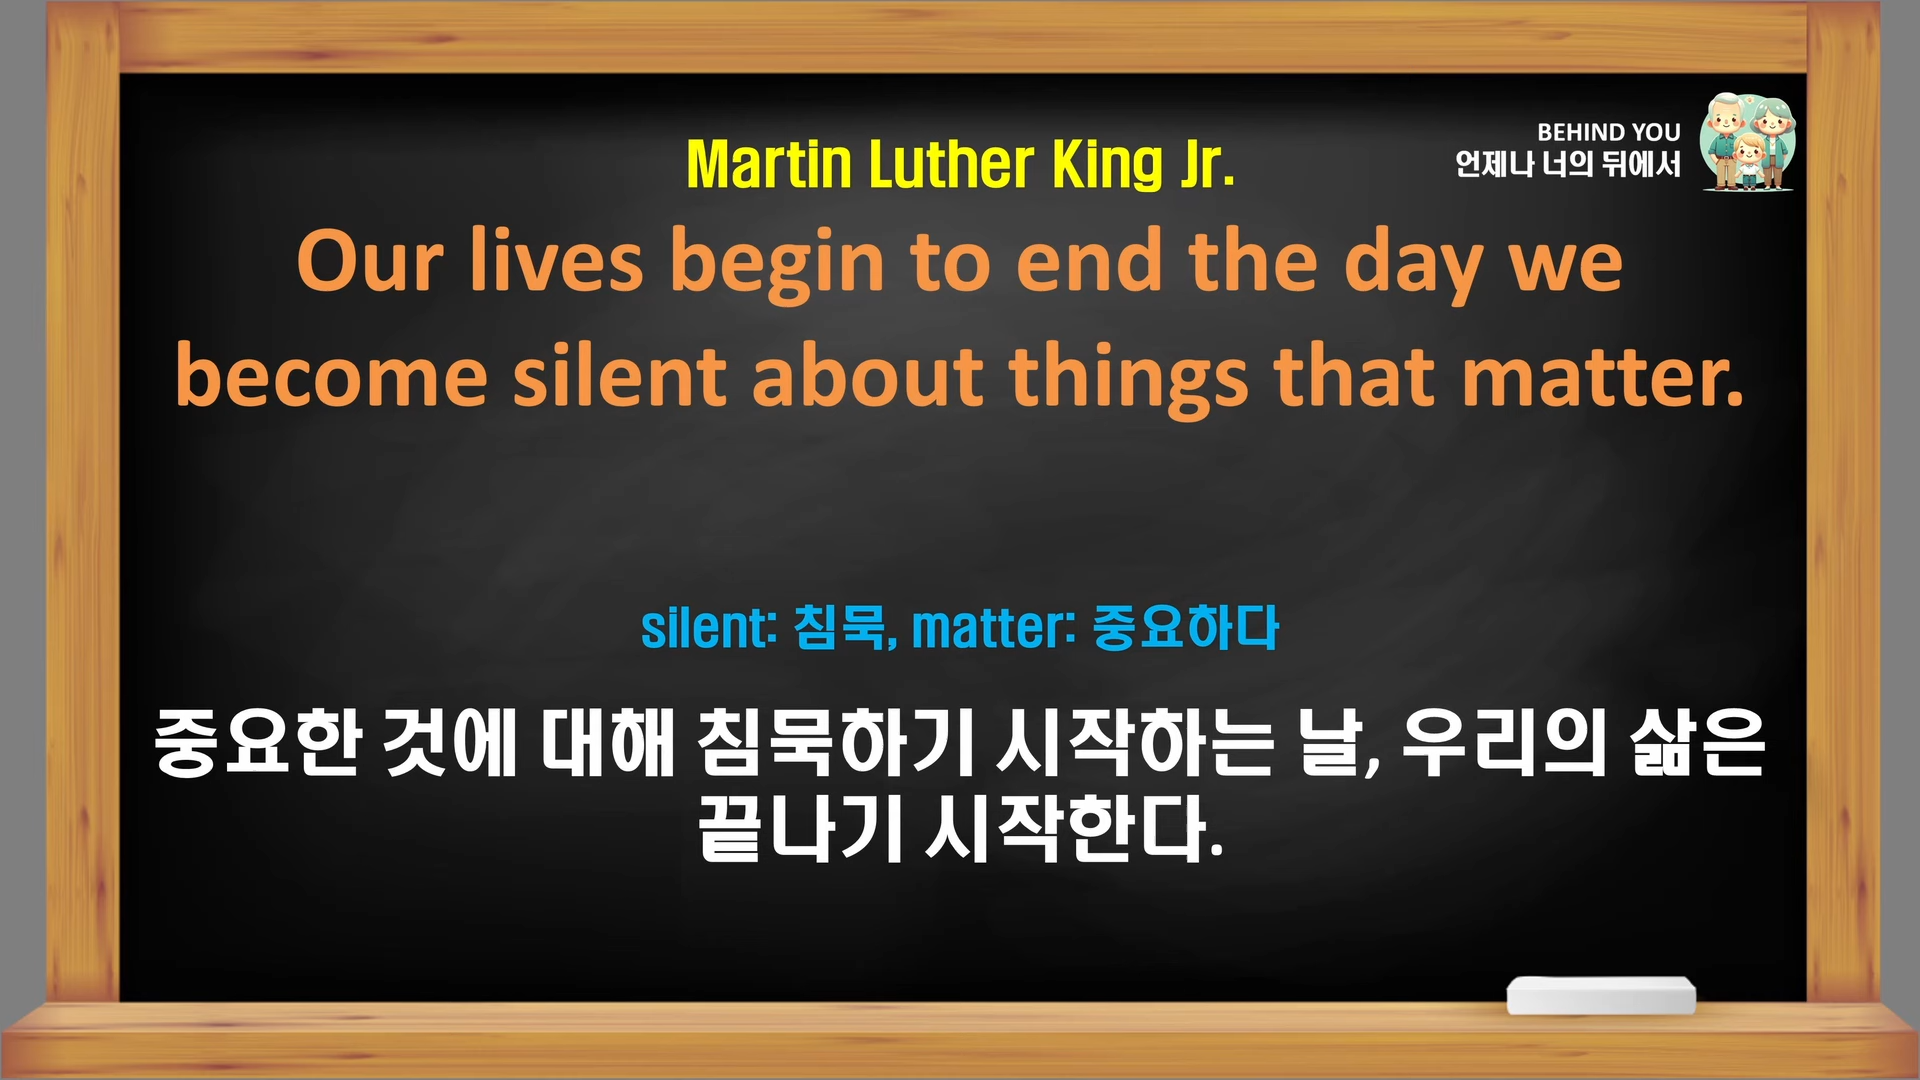 BEHIND YOU
언제나 너의 뒤에서
Martin Luther King Jr.
Our lives begin to end the day we
become silent about things that matter.
silent: 침묵, matter: 중요하다
중요한 것에 대해 침묵하기 시작하는 날, 우리의 삶은
끝나기 시작한다.